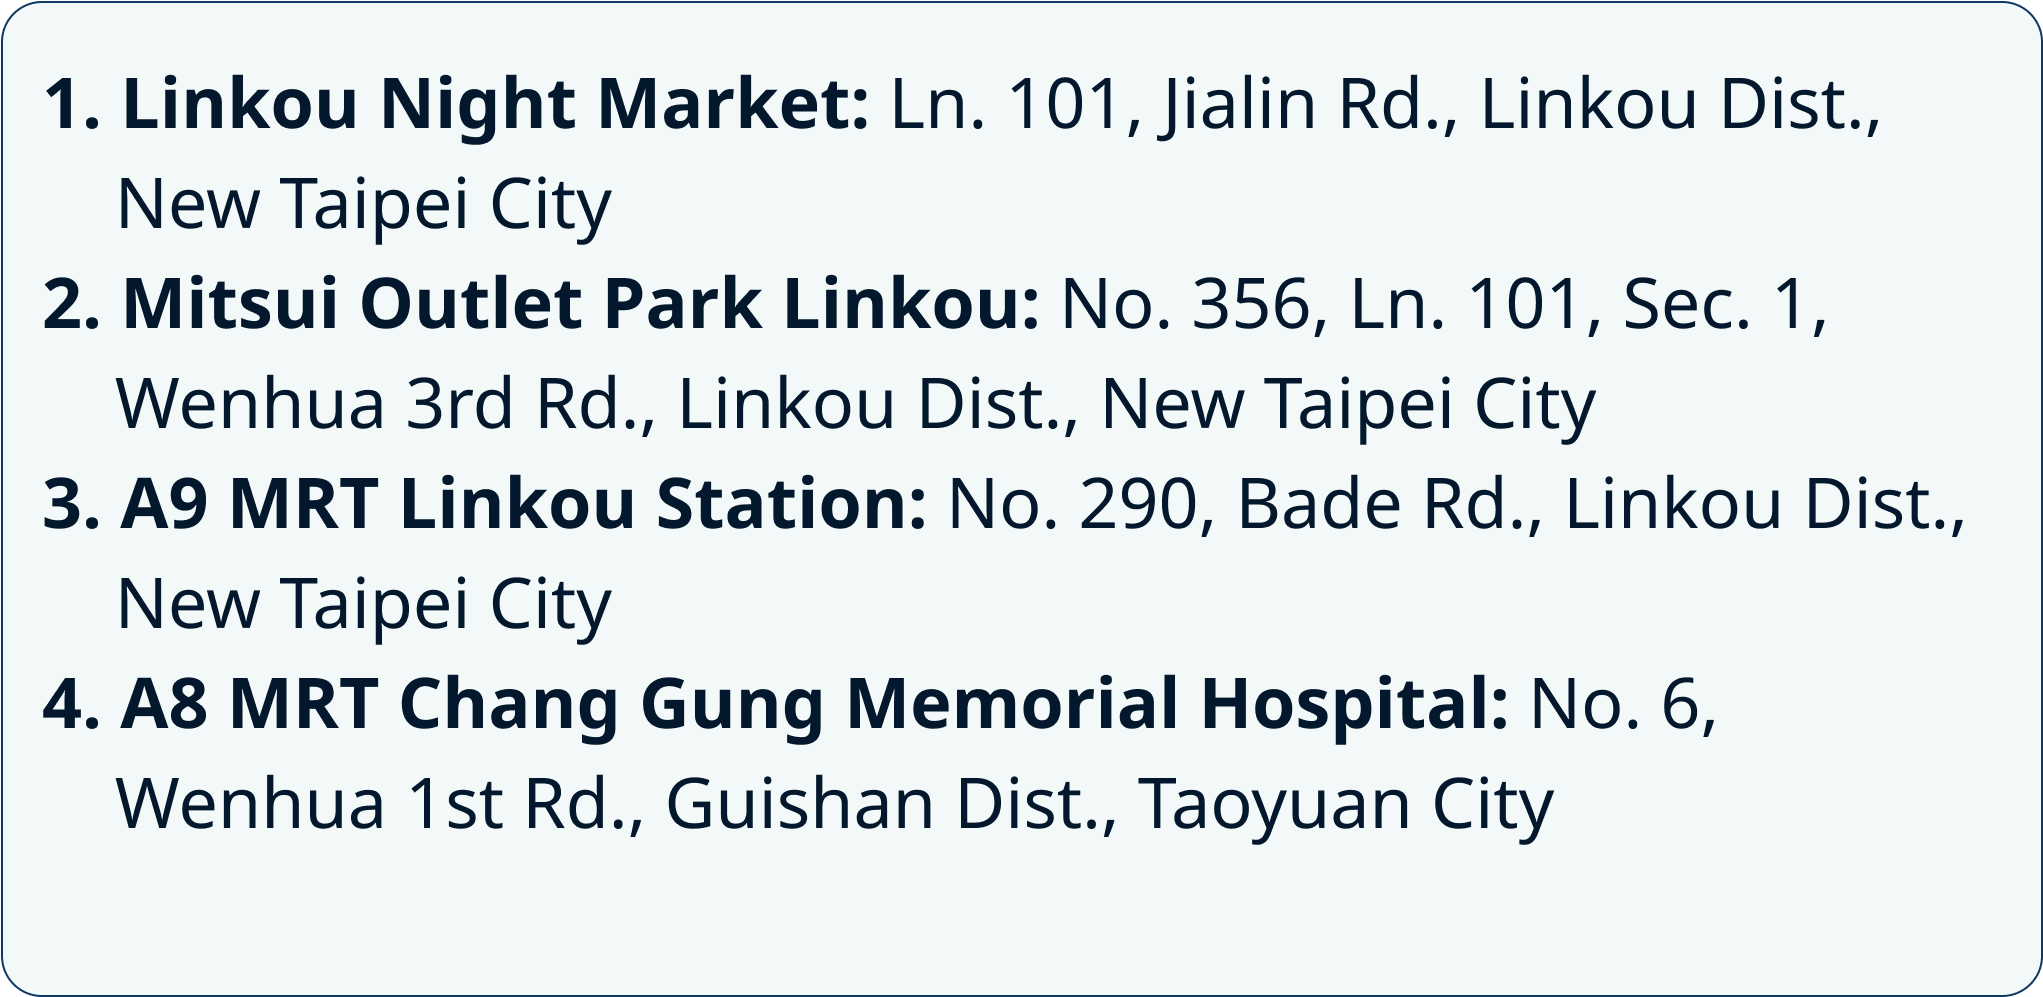 1. Linkou Night Market: Ln. 101, Jialin Rd., Linkou Dist.,
New Taipei City
2. Mitsui Outlet Park Linkou: No. 356, Ln. 101, Sec. 1,
Wenhua 3rd Rd., Linkou Dist., New Taipei City
3. A9 MRT Linkou Station: No. 290, Bade Rd., Linkou Dist.,
New Taipei City
4. A8 MRT Chang Gung Memorial Hospital: No. 6,
Wenhua 1st Rd., Guishan Dist., Taoyuan City